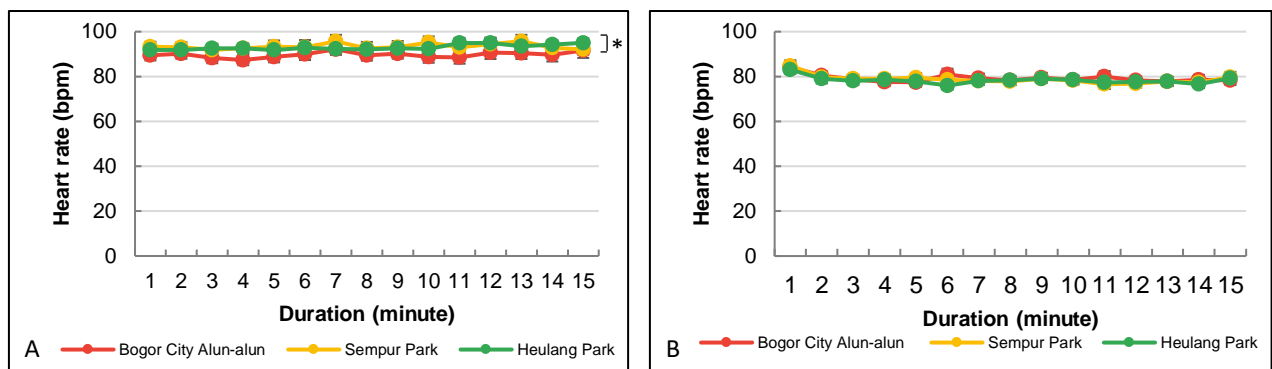 100
80
60
40
20
0
Heart rate (bpm)
*
1 2 3 4 5 6 7 8 9 10 11 12 13 14 15
Duration (minute)
A Bogor City Alun-alun Sempur Park Heulang Park
100
80
60
40
20
0
Heart rate (bpm)
1 2 3 4 5 6 7 8 9 10 11 12 13 14 15
Duration (minute)
B Bogor City Alun-alun Sempur Park Heulang Park